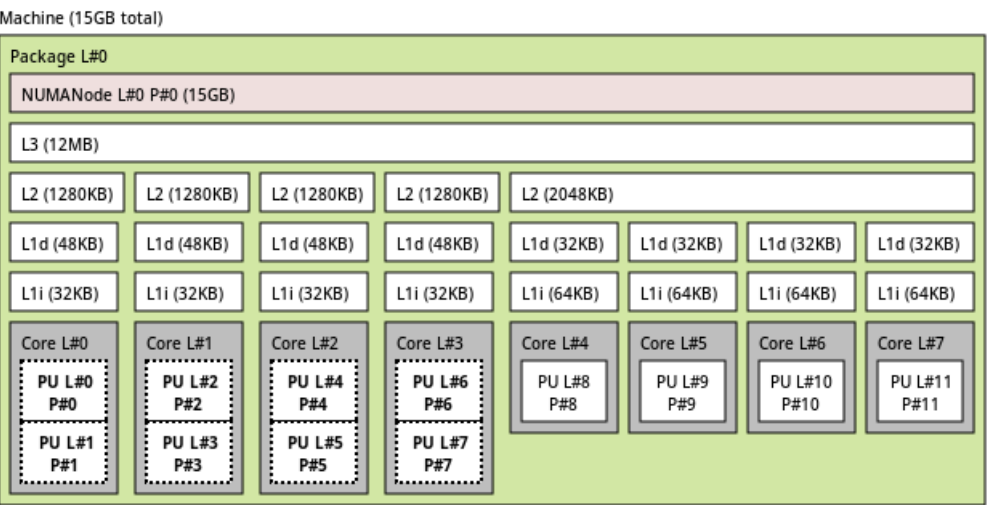 Machine (15GB total)
Package L#0
NUMANode L#0 P#0 (15GB)
L3 (12MB)
L2 (1280KB) L2 (1280KB) L2 (1280KB) L2 (1280KB) L2 (2048KB)
L1d (48KB) L1d (48KB) L1d (48KB) L1d (48KB) L1d (32KB) L1d (32KB) L1d (32KB) L1d (32KB)
L1i (32KB) L1i (32KB) L1i (32KB) L1i (32KB) L1i (64KB) L1i (64KB) L1i (64KB) L1i (64KB)
Core L#0 Core L#1 Core L#2 Core L#3 Core L#4 Core L#5 Core L#6 Core L#7
PU L#0 PU L#2 PU L#4 PU L#6 PU L#8 PU L#9 PU L#10 PU L#11
P#0 P#2 P#4 P#6 P#8 P#9 P#10 P#11
PU L#1 PU L#3 PU L#5 PU L#7
P#1 P#3 P#5 P#7